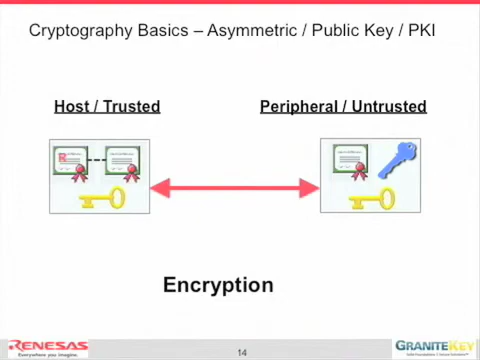 Cryptography Basics – Asymmetric / Public Key / PKI
Host / Trusted
Peripheral / Untrusted
R
Encryption
RENESAS
Everywhere you imagine.
14
GRANITEKEY